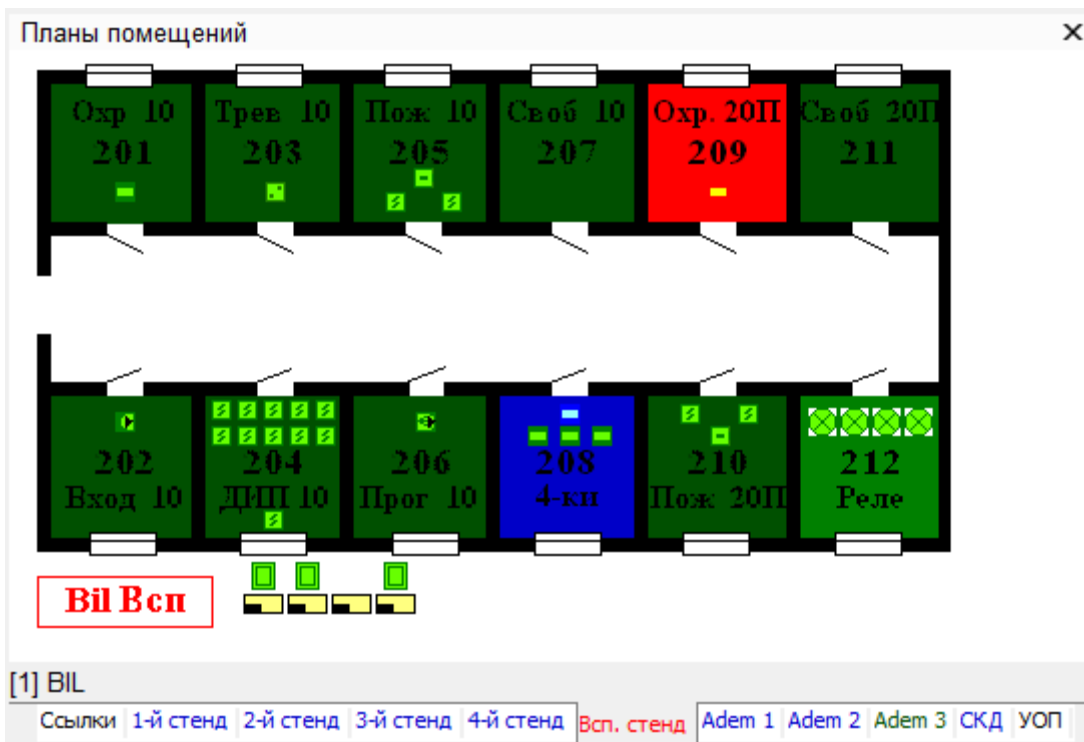 Планы помещений
Охр 10 Трев 10 Пож 10 Своб 10 Охр. 20П Своб 20П
201 203 205 207 209 211
202 204 206 208 210 212
Вход 10 ДИП 10 Прог 10 4-кп Пож 20П Реле
Bil Всп
[1] BIL
Ссылки 1-й стенд 2-й стенд 3-й стенд 4-й стенд Всп. стенд Adem 1 Adem 2 Adem 3 СКД УОП